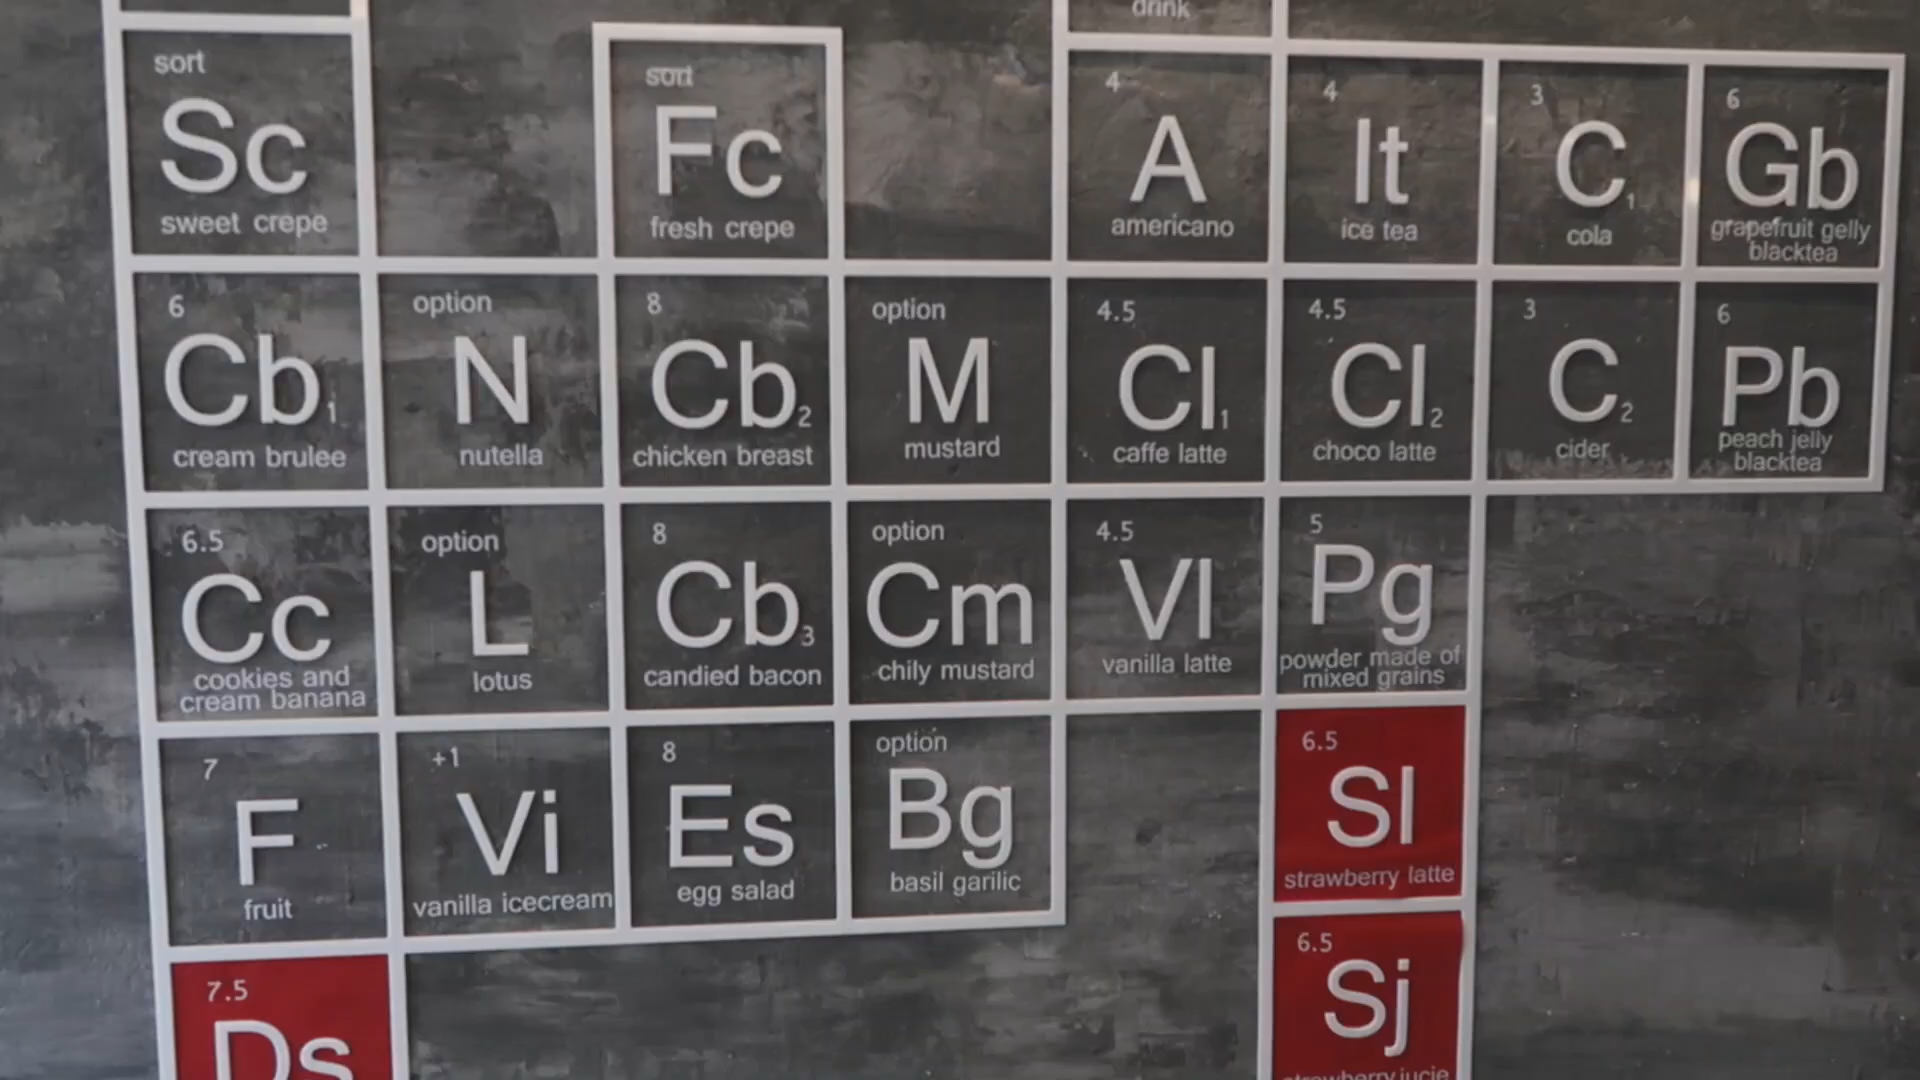 drink
sort
Sc
sweet crepe
sort
Fc
fresh crepe
4
A
americano
4
It
ice tea
3
C1
cola
6
Gb
grapefruit gelly
blacktea
6
Cb1
cream brulee
option
N
nutella
8
Cb2
chicken breast
option
M
mustard
4.5
Cl1
caffe latte
4.5
Cl2
choco latte
3
C2
cider
6
Pb
peach jelly
blacktea
6.5
Cc
cookies and
cream banana
option
L
lotus
8
Cb3
candied bacon
option
Cm
chily mustard
4.5
Vl
vanilla latte
5
Pg
powder made of
mixed grains
7
F
fruit
+1
Vi
vanilla icecream
8
Es
egg salad
option
Bg
basil garilic
6.5
Sl
strawberry latte
7.5
Ds
6.5
Sj
strawberry jucie